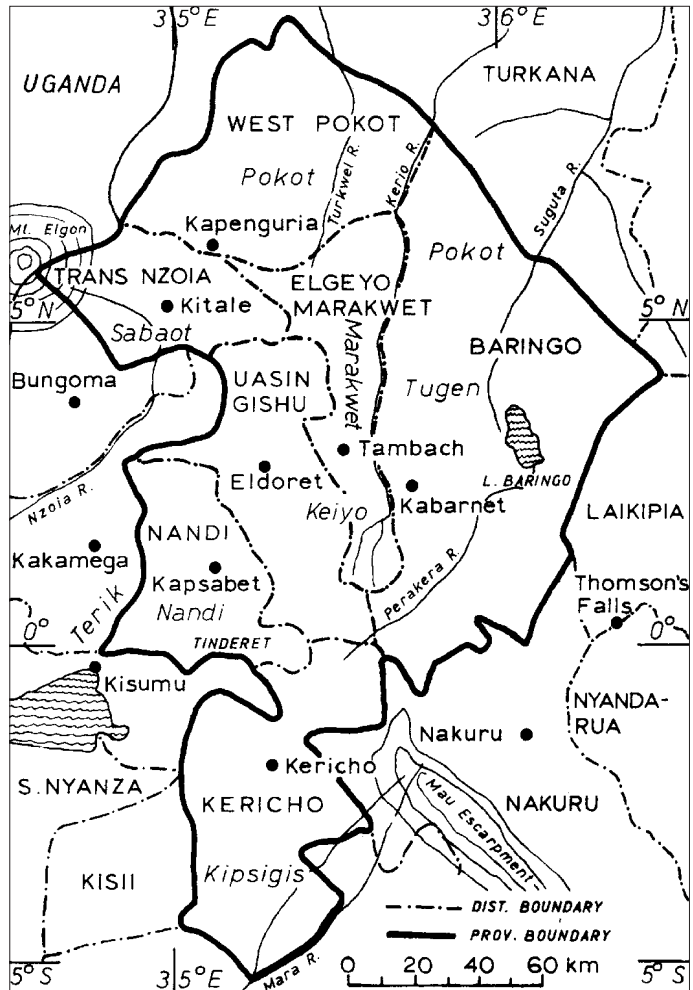 35°E
36°E
UGANDA
TURKANA
WEST POKOT
Pokot
Turkwel R.
Kerio R.
Suguta R.
Mt. Elgon
Kapenguria
Pokot
TRANS NZOIA
ELGEYO
MARAKWET
5°N
5°N
Kitale
Sabaot
Marakwet
BARINGO
Bungoma
UASIN
GISHU
Tugen
Tambach
Eldoret
L. BARINGO
Kabarnet
Nzoia R.
Keiyo
LAIKIPIA
NANDI
Kakamega
Kapsabet
Perakera R.
Thomson's
Falls
Nandi
Terik
0°
TINDERET
0°
Kisumu
NYANDA-
RUA
Nakuru
S. NYANZA
Kericho
KERICHO
NAKURU
Mau Escarpment
KISII
Kipsigis
DIST. BOUNDARY
PROV. BOUNDARY
5°S
35°E
Mara R.
0 20 40 60 km
5°S